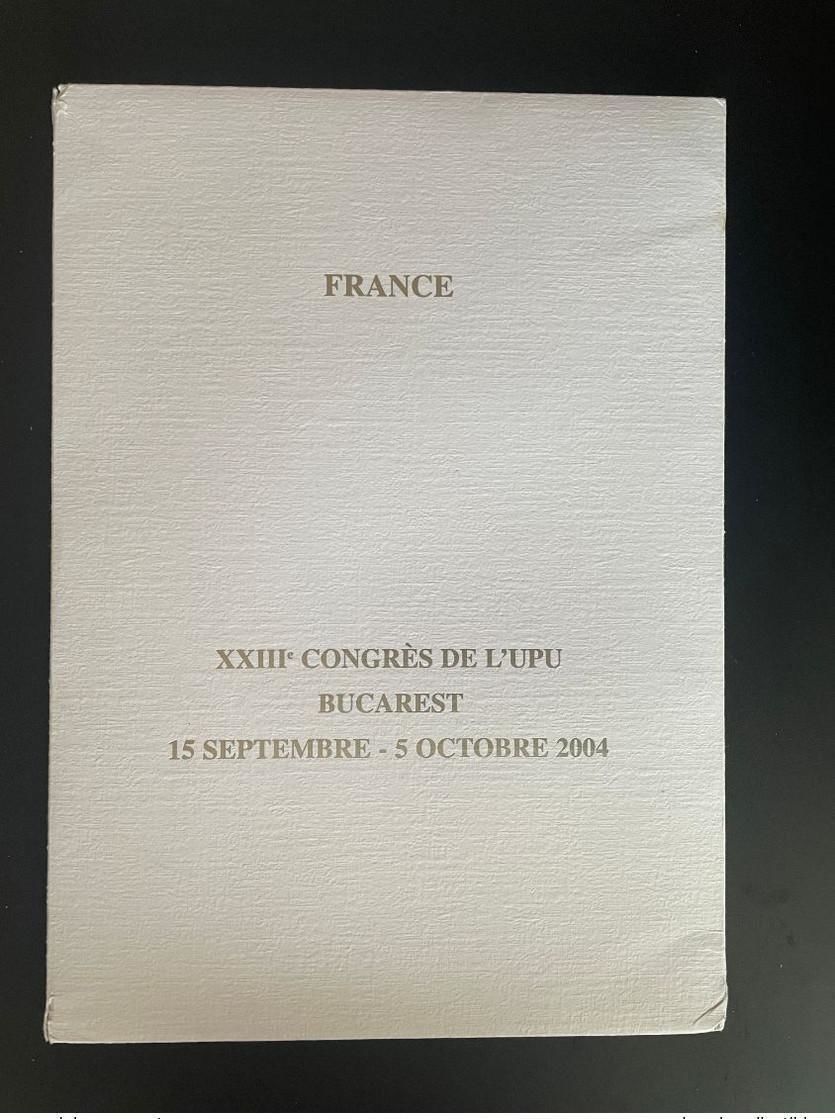 FRANCE
XXIIIᵉ CONGRÈS DE L’UPU
BUCAREST
15 SEPTEMBRE - 5 OCTOBRE 2004